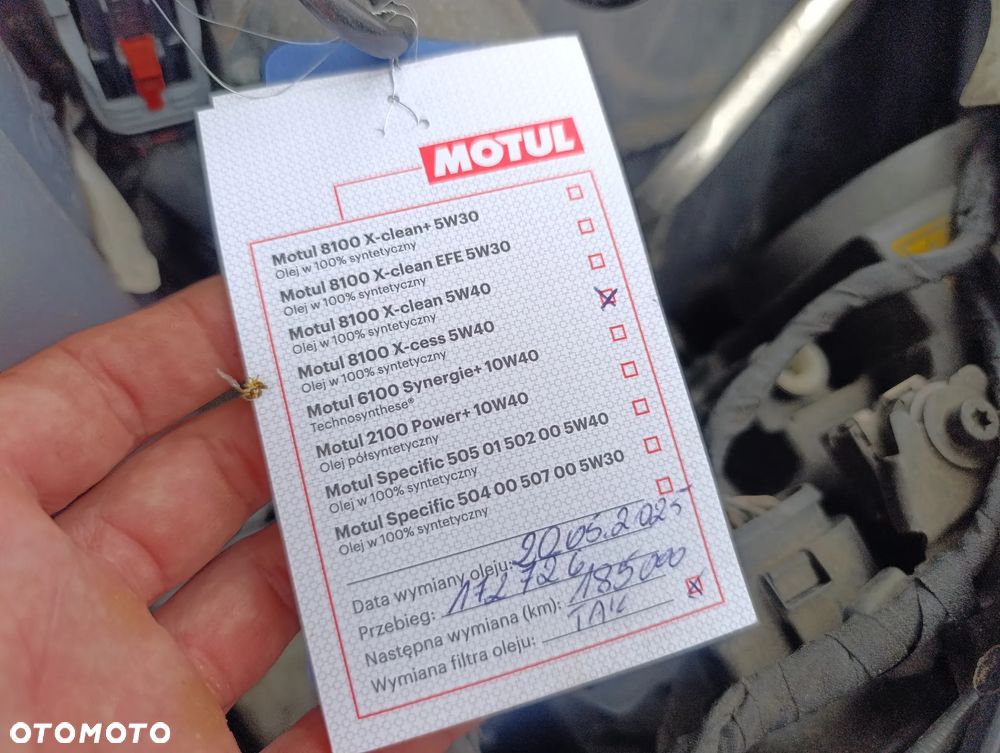 MOTUL
Motul 8100 X-clean+ 5W30
Olej w 100% syntetyczny
Motul 8100 X-clean EFE 5W30
Olej w 100% syntetyczny
Motul 8100 X-clean 5W40
Olej w 100% syntetyczny
Motul 8100 X-cess 5W40
Olej w 100% syntetyczny
Motul 6100 Synergie+ 10W40
Technosynthese®
Motul 2100 Power+ 10W40
Olej półsyntetyczny
Motul Specific 505 01 502 00 5W40
Olej w 100% syntetyczny
Motul Specific 504 00 507 00 5W30
Olej w 100% syntetyczny
Data wymiany oleju: 20.05.2025
Przebieg: 172726
Następna wymiana (km): 185000
Wymiana filtra oleju: TAK
OTOMOTO